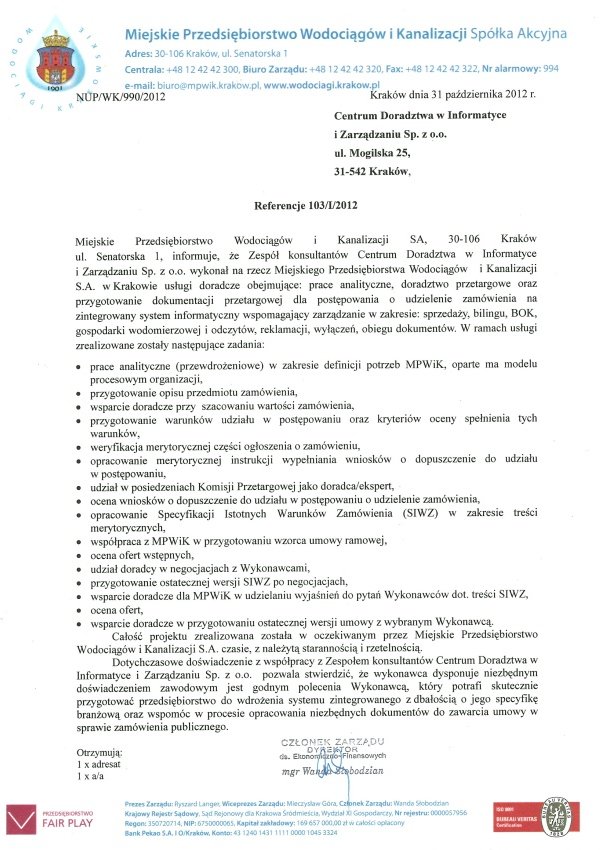 Miejskie Przedsiębiorstwo Wodociągów i Kanalizacji Spółka Akcyjna
Adres: 30-106 Kraków, ul. Senatorska 1
Centrala: +48 12 42 42 300, Biuro Zarządu: +48 12 42 42 320, Fax: +48 12 42 42 322, Nr alarmowy: 994
e-mail: biuro@mpwik.krakow.pl, www.wodociagi.krakow.pl
WODOCIĄGI KRAKOWSKIE
1901
NUP/WK/990/2012
Kraków dnia 31 października 2012 r.
Centrum Doradztwa w Informatyce
i Zarządzaniu Sp. z o.o.
ul. Mogilska 25,
31-542 Kraków,
Referencje 103/I/2012
Miejskie Przedsiębiorstwo Wodociągów i Kanalizacji SA, 30-106 Kraków
ul. Senatorska 1, informuje, że Zespół konsultantów Centrum Doradztwa w Informatyce
i Zarządzaniu Sp. z o.o. wykonał na rzecz Miejskiego Przedsiębiorstwa Wodociągów i Kanalizacji
S.A. w Krakowie usługi doradcze obejmujące: prace analityczne, doradztwo przetargowe oraz
przygotowanie dokumentacji przetargowej dla postępowania o udzielenie zamówienia na
zintegrowany system informatyczny wspomagający zarządzanie w zakresie: sprzedaży, bilingu, BOK,
gospodarki wodomierzowej i odczytów, reklamacji, wyłączeń, obiegu dokumentów. W ramach usługi
zrealizowane zostały następujące zadania:
• prace analityczne (przewdrożeniowe) w zakresie definicji potrzeb MPWiK, oparte ma modelu
procesowym organizacji,
• przygotowanie opisu przedmiotu zamówienia,
• wsparcie doradcze przy szacowaniu wartości zamówienia,
• przygotowanie warunków udziału w postępowaniu oraz kryteriów oceny spełnienia tych
warunków,
• weryfikacja merytorycznej części ogłoszenia o zamówieniu,
• opracowanie merytorycznej instrukcji wypełniania wniosków o dopuszczenie do udziału
w postępowaniu,
• udział w posiedzeniach Komisji Przetargowej jako doradca/ekspert,
• ocena wniosków o dopuszczenie do udziału w postępowaniu o udzielenie zamówienia,
• opracowanie Specyfikacji Istotnych Warunków Zamówienia (SIWZ) w zakresie treści
merytorycznych,
• współpraca z MPWiK w przygotowaniu wzorca umowy ramowej,
• ocena ofert wstępnych,
• udział doradcy w negocjacjach z Wykonawcami,
• przygotowanie ostatecznej wersji SIWZ po negocjacjach,
• wsparcie doradcze dla MPWiK w udzielaniu wyjaśnień do pytań Wykonawców dot. treści SIWZ,
• ocena ofert,
• wsparcie doradcze w przygotowaniu ostatecznej wersji umowy z wybranym Wykonawcą.
Całość projektu zrealizowana została w oczekiwanym przez Miejskie Przedsiębiorstwo
Wodociągów i Kanalizacji S.A. czasie, z należytą starannością i rzetelnością.
Dotychczasowe doświadczenie z współpracy z Zespołem konsultantów Centrum Doradztwa w
Informatyce i Zarządzaniu Sp. z o.o. pozwala stwierdzić, że wykonawca dysponuje niezbędnym
doświadczeniem zawodowym jest godnym polecenia Wykonawcą, który potrafi skutecznie
przygotować przedsiębiorstwo do wdrożenia systemu zintegrowanego z dbałością o jego specyfikę
branżową oraz wspomóc w procesie opracowania niezbędnych dokumentów do zawarcia umowy w
sprawie zamówienia publicznego.
CZŁONEK ZARZĄDU
DYREKTOR
ds. Ekonomiczno-Finansowych
mgr Wanda Słobodzian
Otrzymują:
1 x adresat
1 x a/a
PRZEDSIĘBIORSTWO
FAIR PLAY
Prezes Zarządu: Ryszard Langer, Wiceprezes Zarządu: Mieczysław Góra, Członek Zarządu: Wanda Słobodzian
Krajowy Rejestr Sądowy, Sąd Rejonowy dla Krakowa Śródmieścia, Wydział XI Gospodarczy, Nr rejestru: 0000057956
Regon: 350720714, NIP: 6750000065, Kapitał zakładowy: 169 657 000,00 zł w całości opłacany
Bank Pekao S.A. I O/Kraków, Konto: 43 1240 1431 1111 0000 1045 3324
ISO 9001
BUREAU VERITAS
Certification